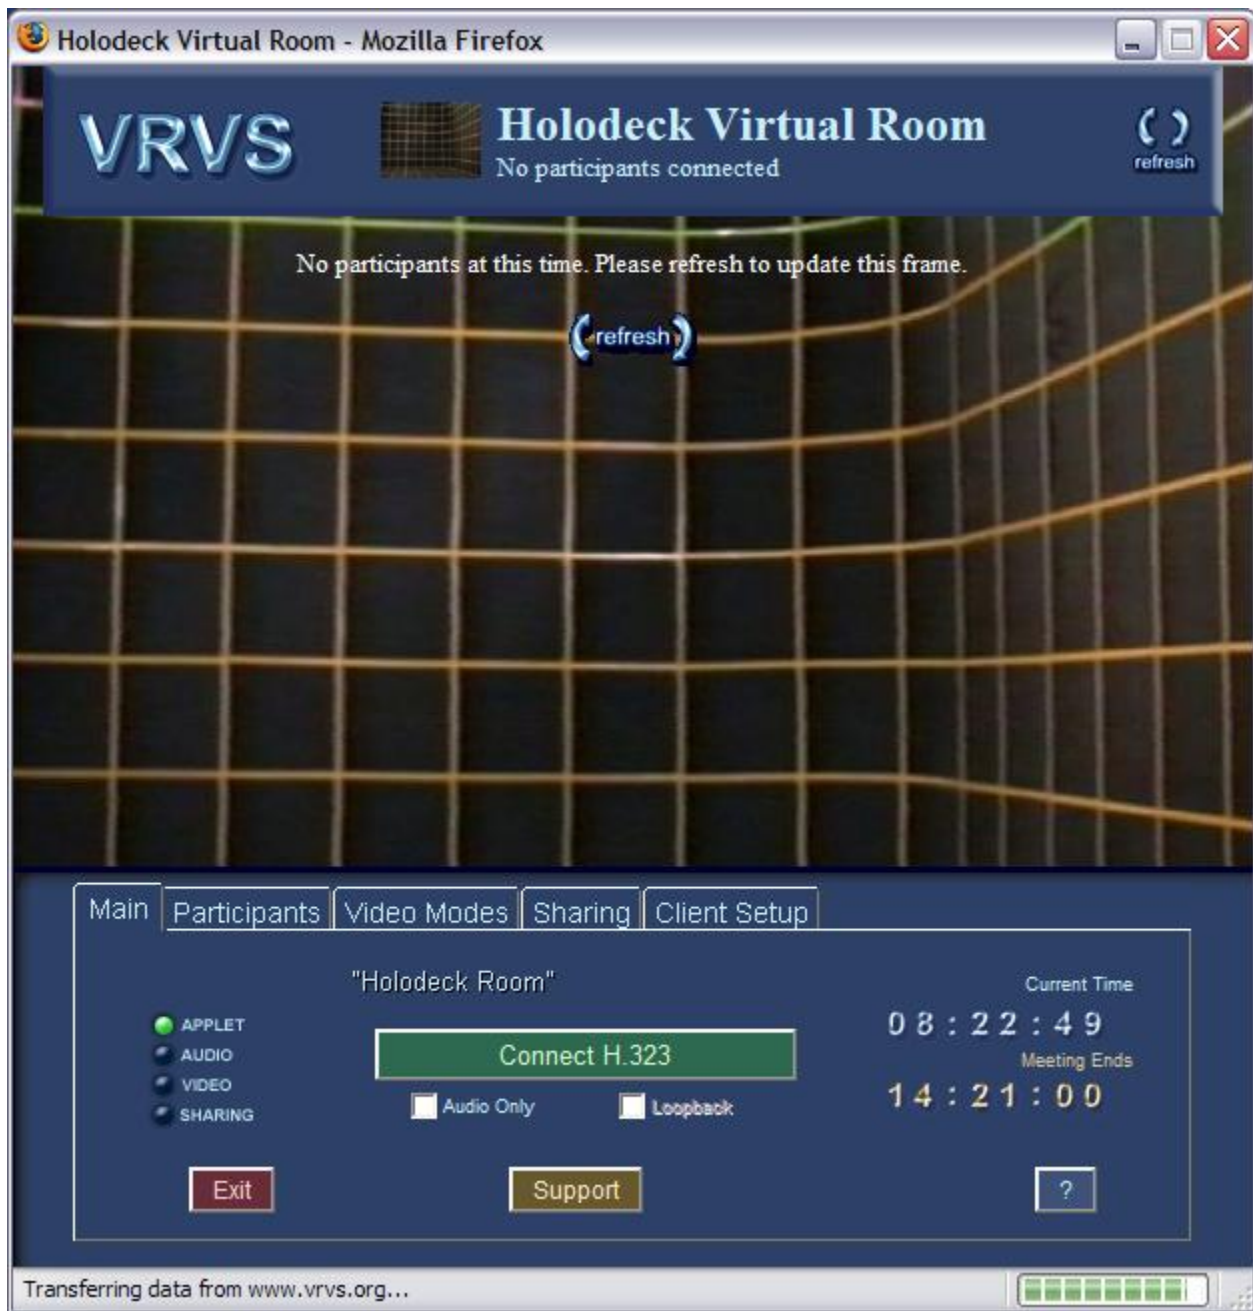 Holodeck Virtual Room - Mozilla Firefox
VRVS
Holodeck Virtual Room
No participants connected
refresh
No participants at this time. Please refresh to update this frame.
refresh
Main Participants Video Modes Sharing Client Setup
"Holodeck Room"
Current Time
08:22:49
APPLET
AUDIO
VIDEO
SHARING
Connect H.323
Meeting Ends
14:21:00
Audio Only
Loopback
Exit
Support
?
Transferring data from www.vrvs.org...